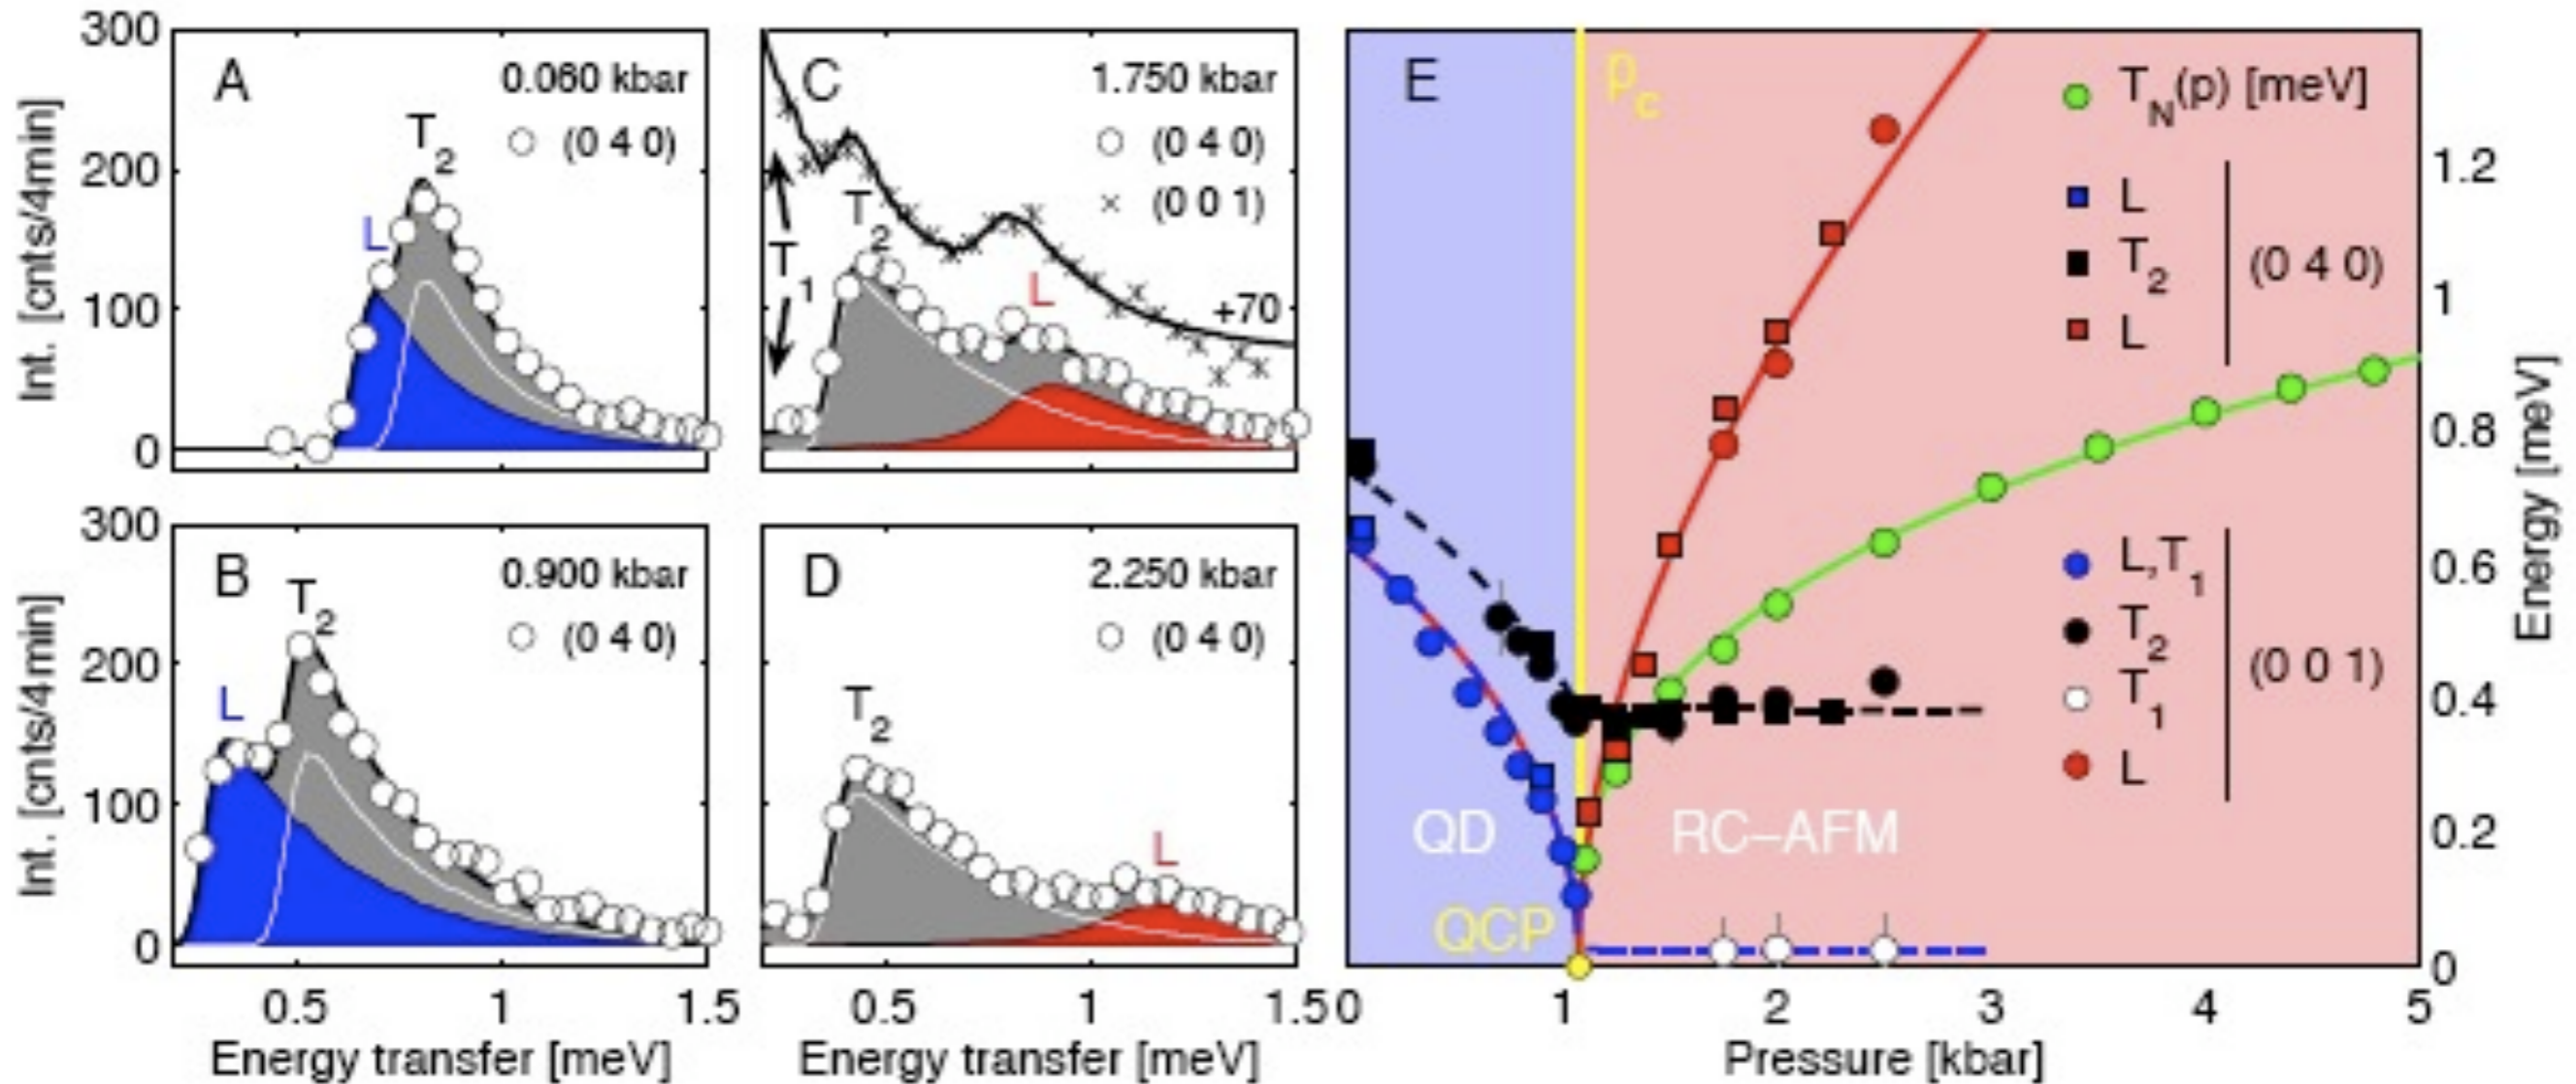 A
0.060 kbar
(0 4 0)
T2
L
300
200
100
0
Int. [cnts/4min]
C
1.750 kbar
(0 4 0)
(0 0 1)
T2
T1
L
+70
B
0.900 kbar
(0 4 0)
T2
L
300
200
100
0
Int. [cnts/4min]
0.5
1
1.5
Energy transfer [meV]
D
2.250 kbar
(0 4 0)
T2
L
0.5
1
1.5
Energy transfer [meV]
E
pc
TN(p) [meV]
L
T2
L
(0 4 0)
L,T1
T2
T1
L
(0 0 1)
QD
RC–AFM
QCP
0
1
2
3
4
5
Pressure [kbar]
1.2
1
0.8
0.6
0.4
0.2
0
Energy [meV]